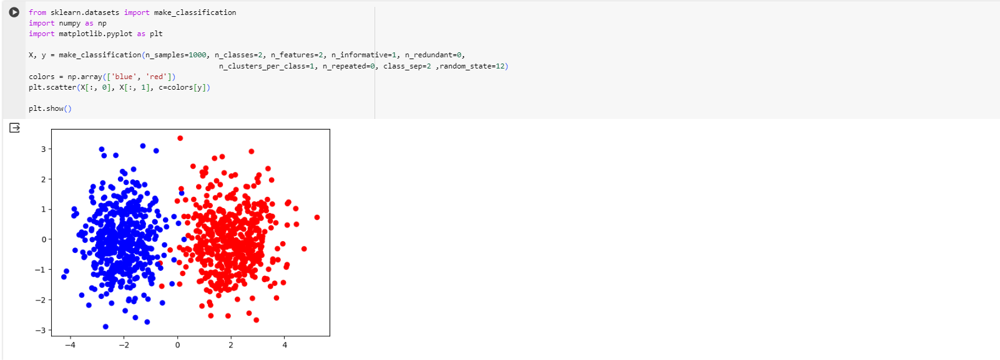 from sklearn.datasets import make_classification
import numpy as np
import matplotlib.pyplot as plt
X, y = make_classification(n_samples=1000, n_classes=2, n_features=2, n_informative=1, n_redundant=0,
n_clusters_per_class=1, n_repeated=0, class_sep=2 ,random_state=12)
colors = np.array(['blue', 'red'])
plt.scatter(X[:, 0], X[:, 1], c=colors[y])
plt.show()
3
2
1
0
−1
−2
−3
−4 −2 0 2 4